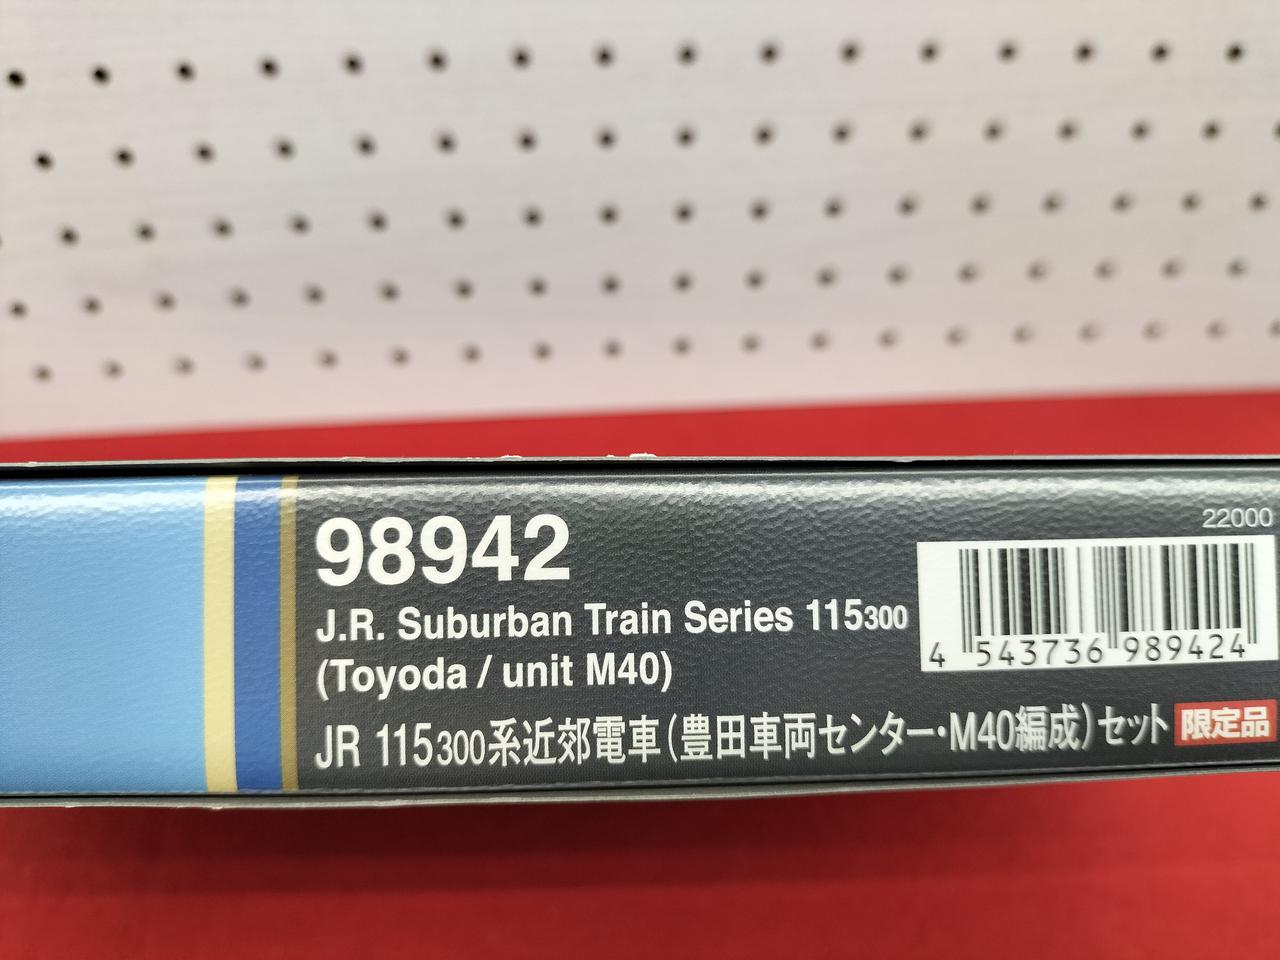 98942
J.R. Suburban Train Series 115300
(Toyoda / unit M40)
JR 115300系近郊電車(豊田車両センター・M40編成)セット 限定品
22000
4 543736 989424